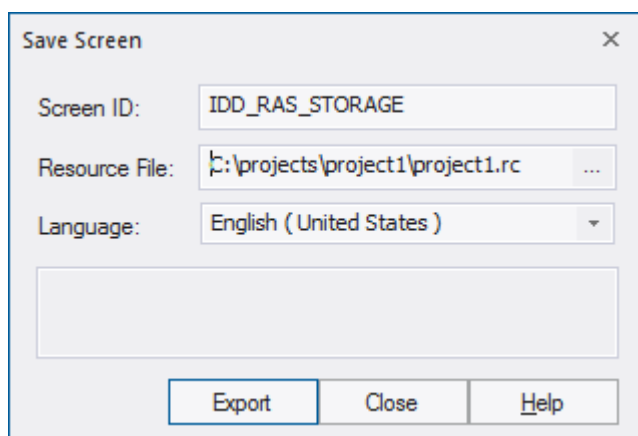 Save Screen
Screen ID: IDD_RAS_STORAGE
Resource File: C:\projects\project1\project1.rc ...
Language: English ( United States )
Export Close Help